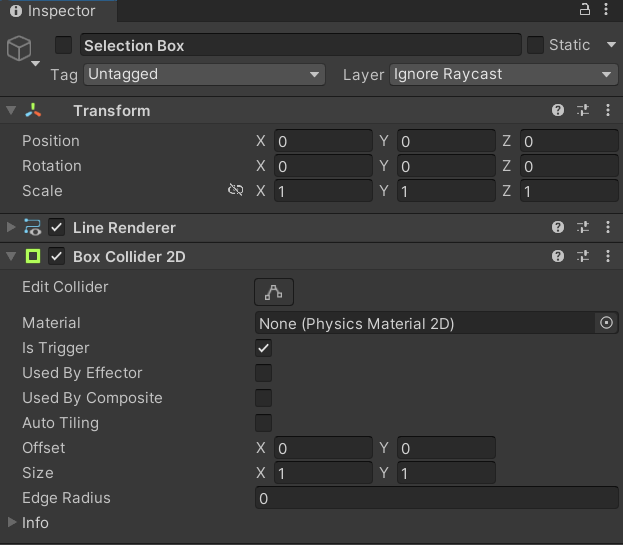 Inspector
Selection Box Static
Tag Untagged Layer Ignore Raycast
Transform
Position X 0 Y 0 Z 0
Rotation X 0 Y 0 Z 0
Scale X 1 Y 1 Z 1
Line Renderer
Box Collider 2D
Edit Collider
Material None (Physics Material 2D)
Is Trigger
Used By Effector
Used By Composite
Auto Tiling
Offset X 0 Y 0
Size X 1 Y 1
Edge Radius 0
Info